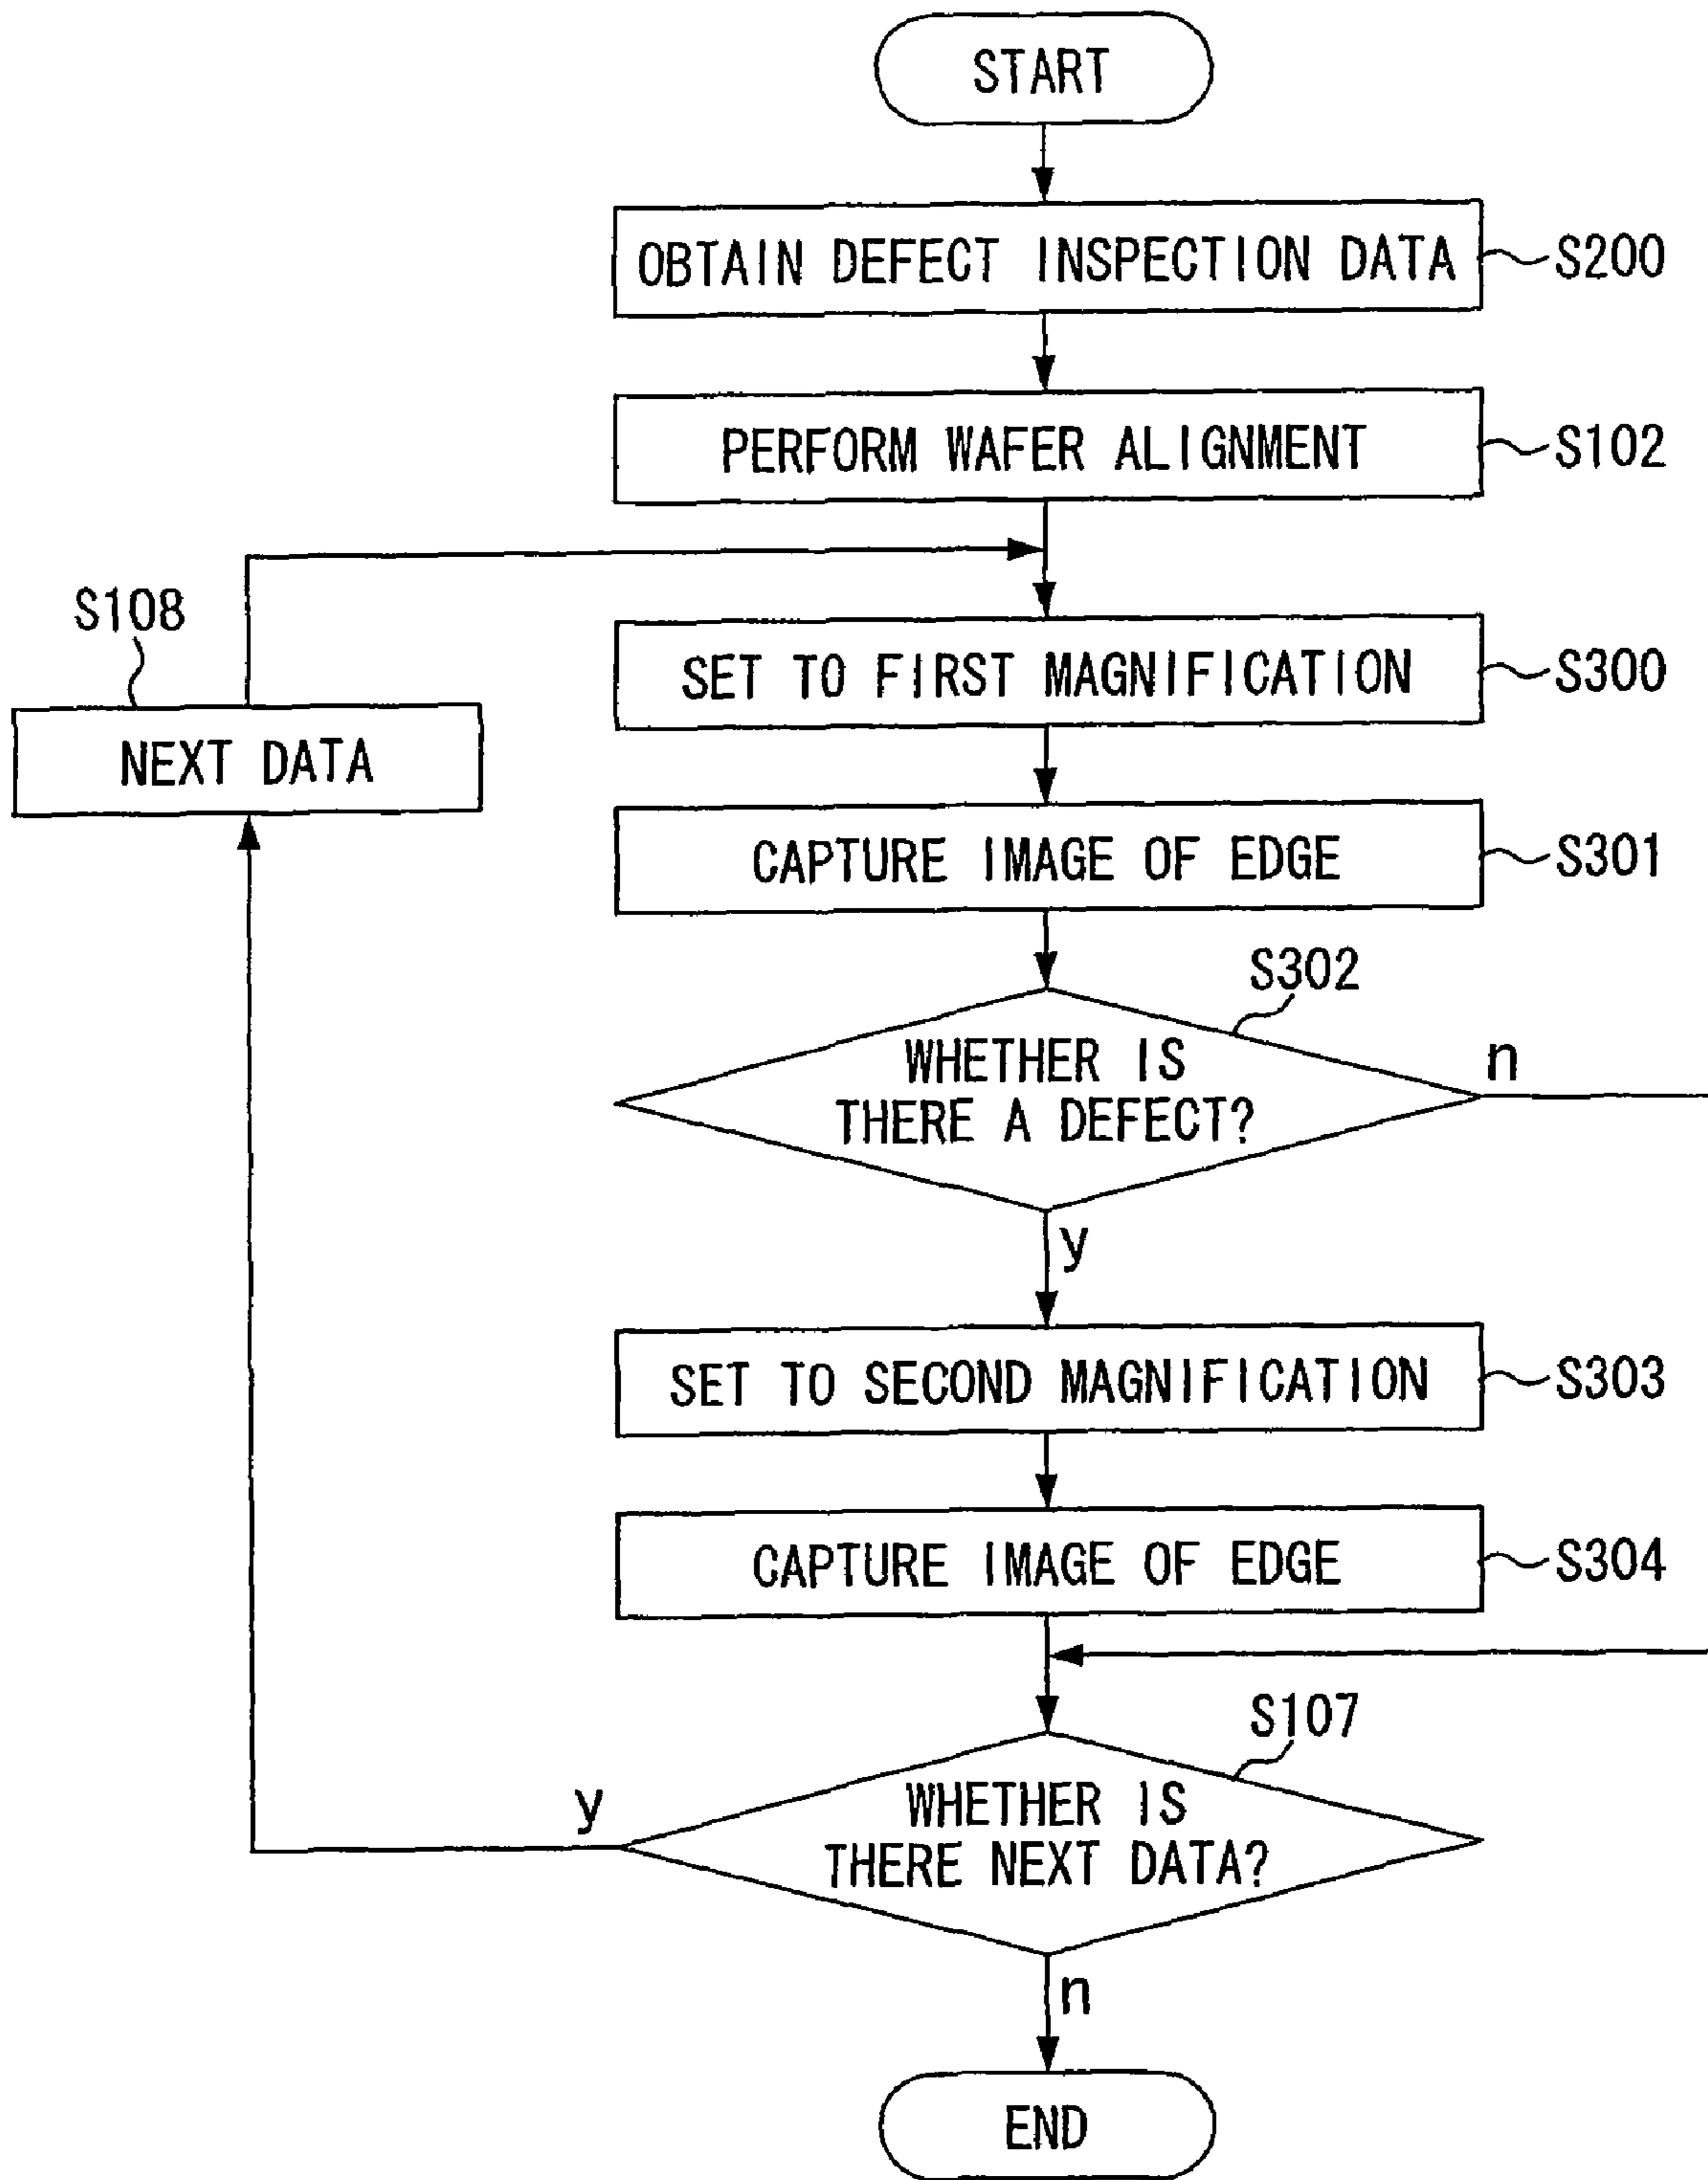 START
OBTAIN DEFECT INSPECTION DATA
S200
PERFORM WAFER ALIGNMENT
S102
S108
NEXT DATA
SET TO FIRST MAGNIFICATION
S300
CAPTURE IMAGE OF EDGE
S301
S302
WHETHER IS
THERE A DEFECT?
n
y
SET TO SECOND MAGNIFICATION
S303
CAPTURE IMAGE OF EDGE
S304
S107
WHETHER IS
THERE NEXT DATA?
y
n
END